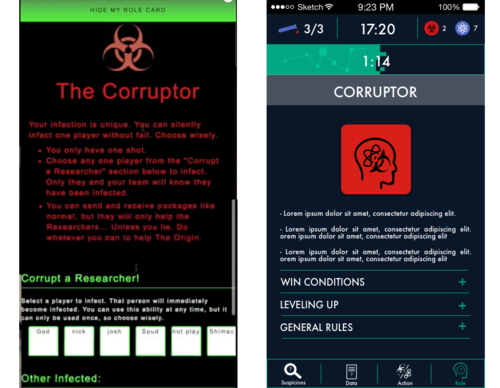 HIDE MY ROLE CARD
The Corruptor
Your infection is unique. You can silently
infect one player without fail. Choose wisely.
• You only have one shot.
• Choose any one player from the "Corrupt
a Researcher" section below to infect.
Only they and your team will know they
have been infected.
• You can send and receive packages like
normal, but they will only help the
Researchers... Unless you lie. Do
whatever you can to help The Origin.
Corrupt a Researcher!
Select a player to infect. That person will immediately
become infected. You can use this ability at any time, but it
can only be used once, so choose wisely.
God nick josh Spud not play Shimac
Other Infected:
Sketch 9:23 PM 100%
3/3 17:20 2 7
1:14
CORRUPTOR
- Lorem ipsum dolor sit amet, consectetur adipiscing elit.
- Lorem ipsum dolor sit amet, consectetur adipiscing elit.
orem ipsum dolor sit amet, consectetur adipiscing elit.
- Lorem ipsum dolor sit amet, consectetur adipiscing elit.
orem ipsum dolor sit amet, consectetur adipiscing elit.
WIN CONDITIONS +
LEVELING UP +
GENERAL RULES +
Suspicions Data Action Role